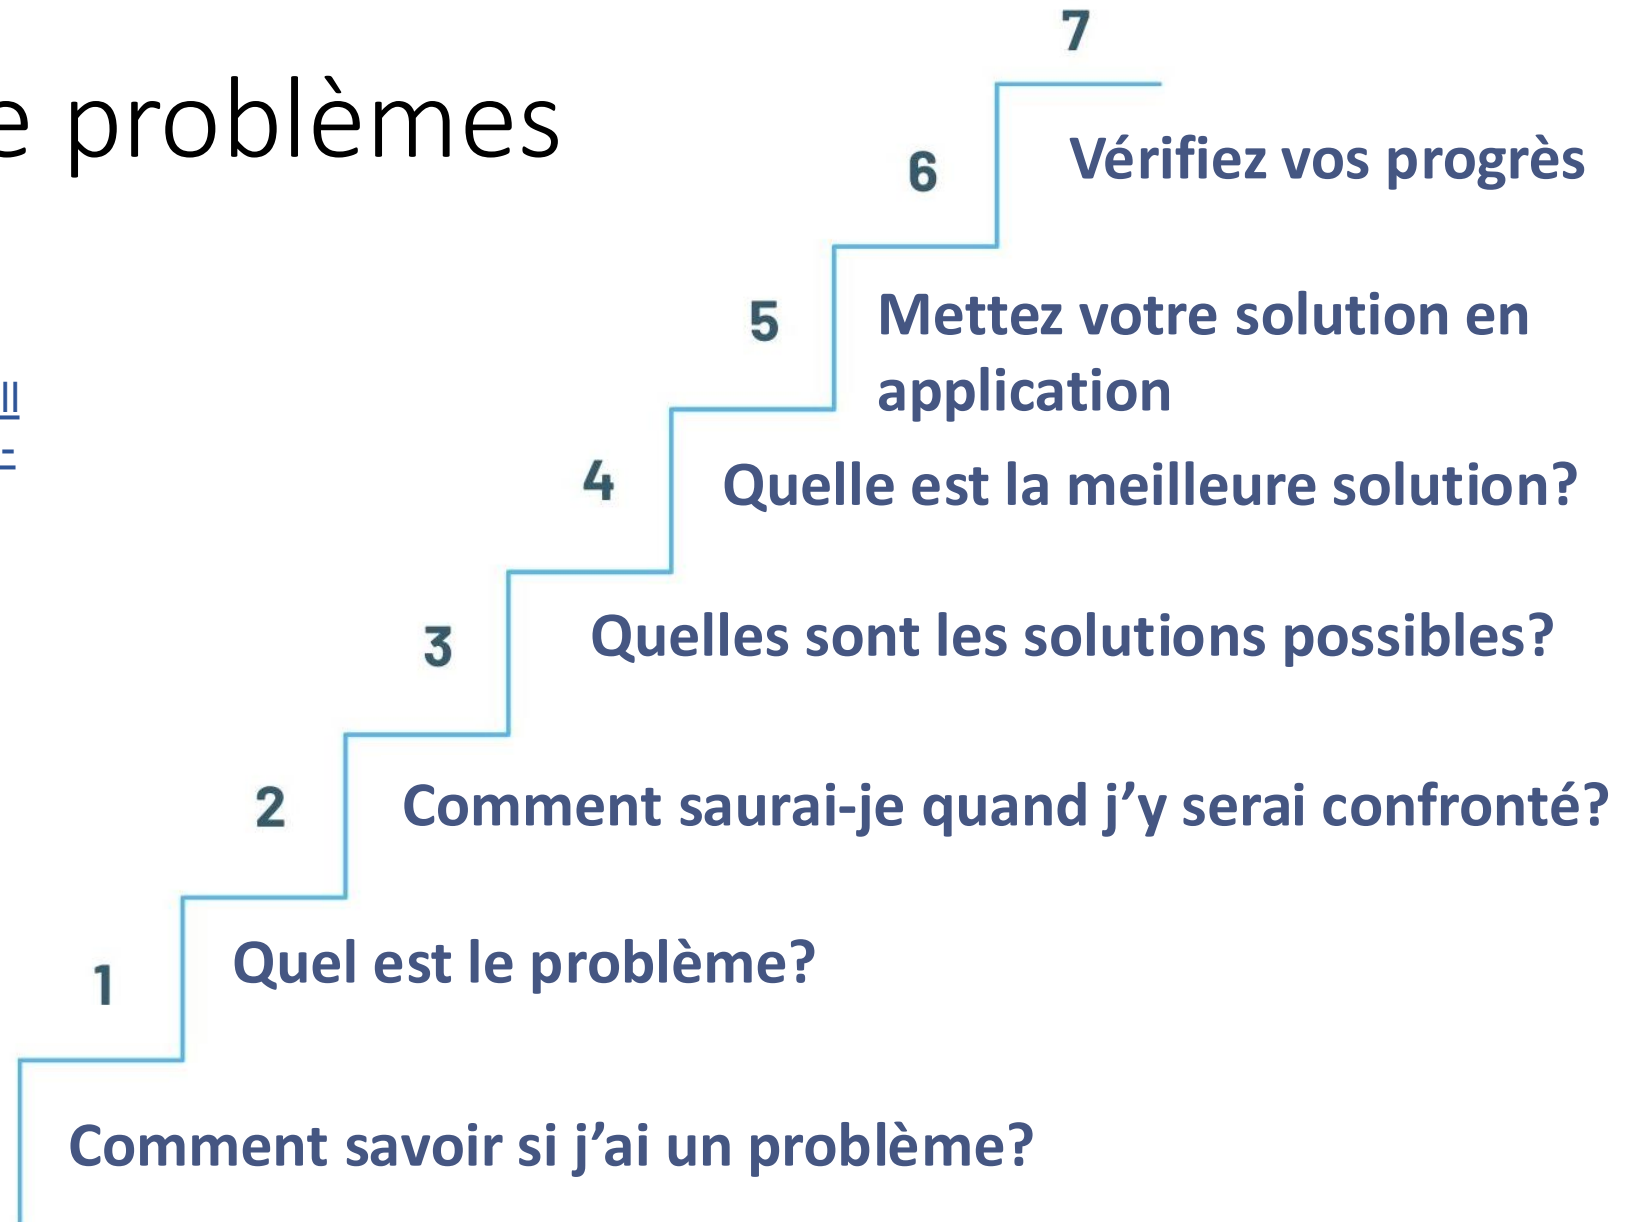 e problèmes
ll
-
7
Vérifiez vos progrès
6
Mettez votre solution en
application
5
Quelle est la meilleure solution?
4
Quelles sont les solutions possibles?
3
Comment saurai-je quand j’y serai confronté?
2
Quel est le problème?
1
Comment savoir si j’ai un problème?